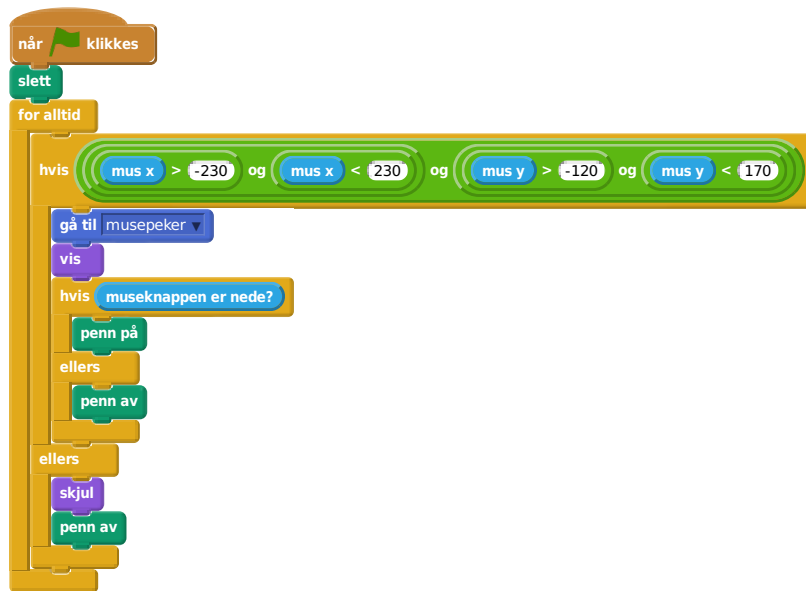 når klikkes
slett
for alltid
hvis mus x > -230 og mus x < 230 og mus y > -120 og mus y < 170
gå til musepeker ▼
vis
hvis museknappen er nede?
penn på
ellers
penn av
ellers
skjul
penn av